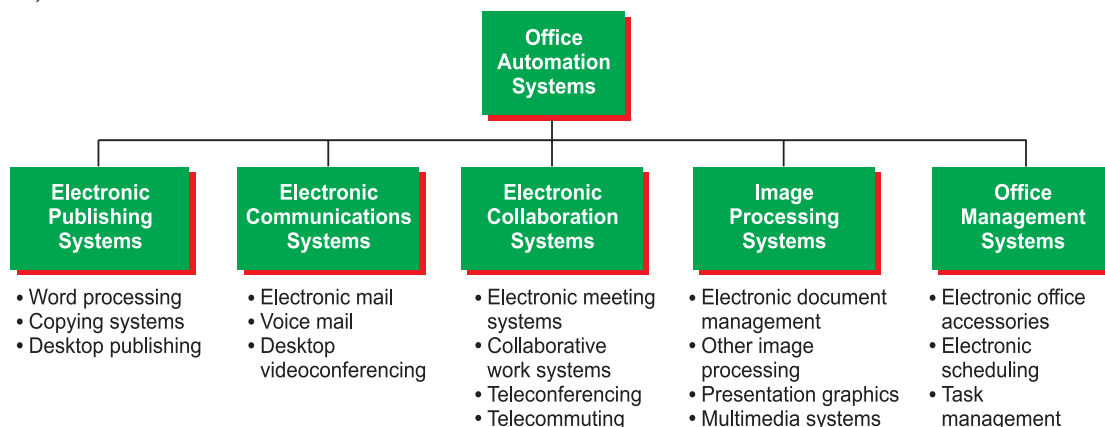 Office
Automation
Systems
Electronic
Publishing
Systems
• Word processing
• Copying systems
• Desktop publishing
Electronic
Communications
Systems
• Electronic mail
• Voice mail
• Desktop
videoconferencing
Electronic
Collaboration
Systems
• Electronic meeting
systems
• Collaborative
work systems
• Teleconferencing
• Telecommuting
Image
Processing
Systems
• Electronic document
management
• Other image
processing
• Presentation graphics
• Multimedia systems
Office
Management
Systems
• Electronic office
accessories
• Electronic
scheduling
• Task
management